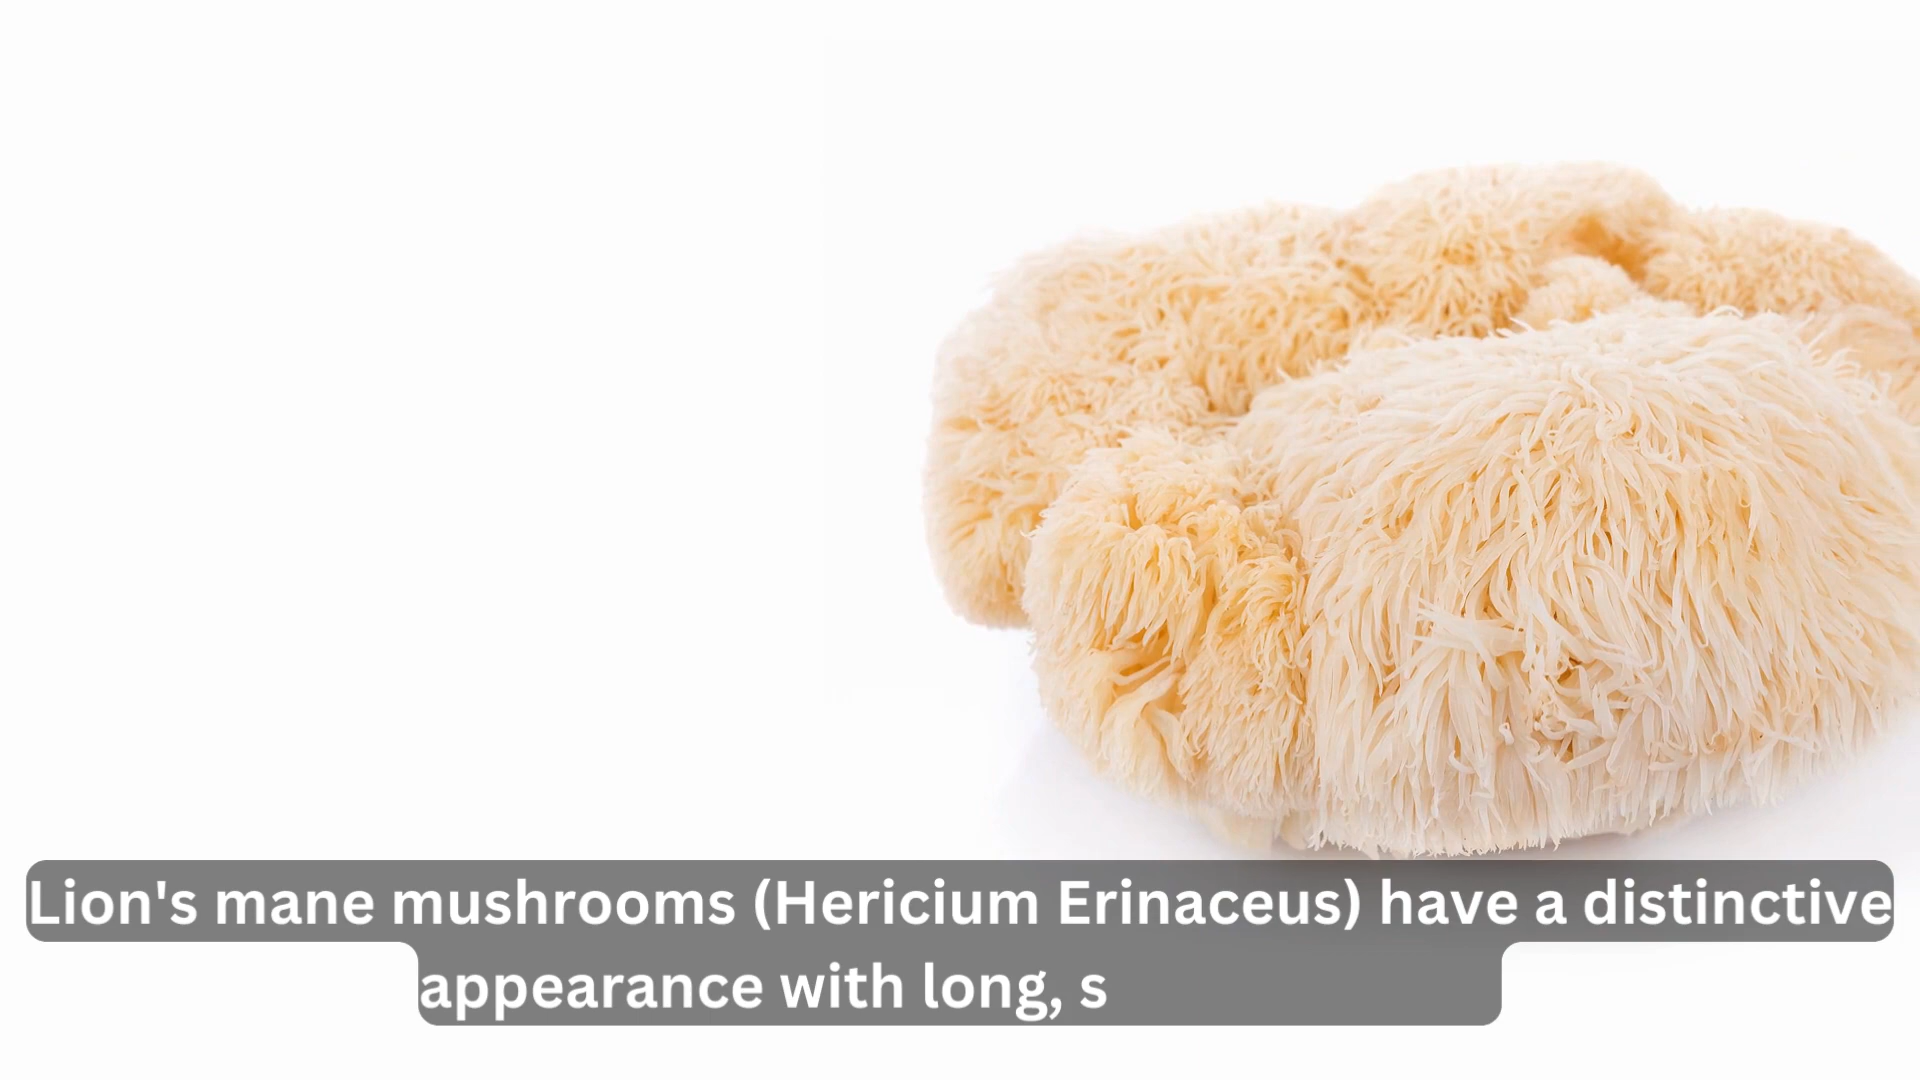 Lion's mane mushrooms (Hericium Erinaceus) have a distinctive
appearance with long, s